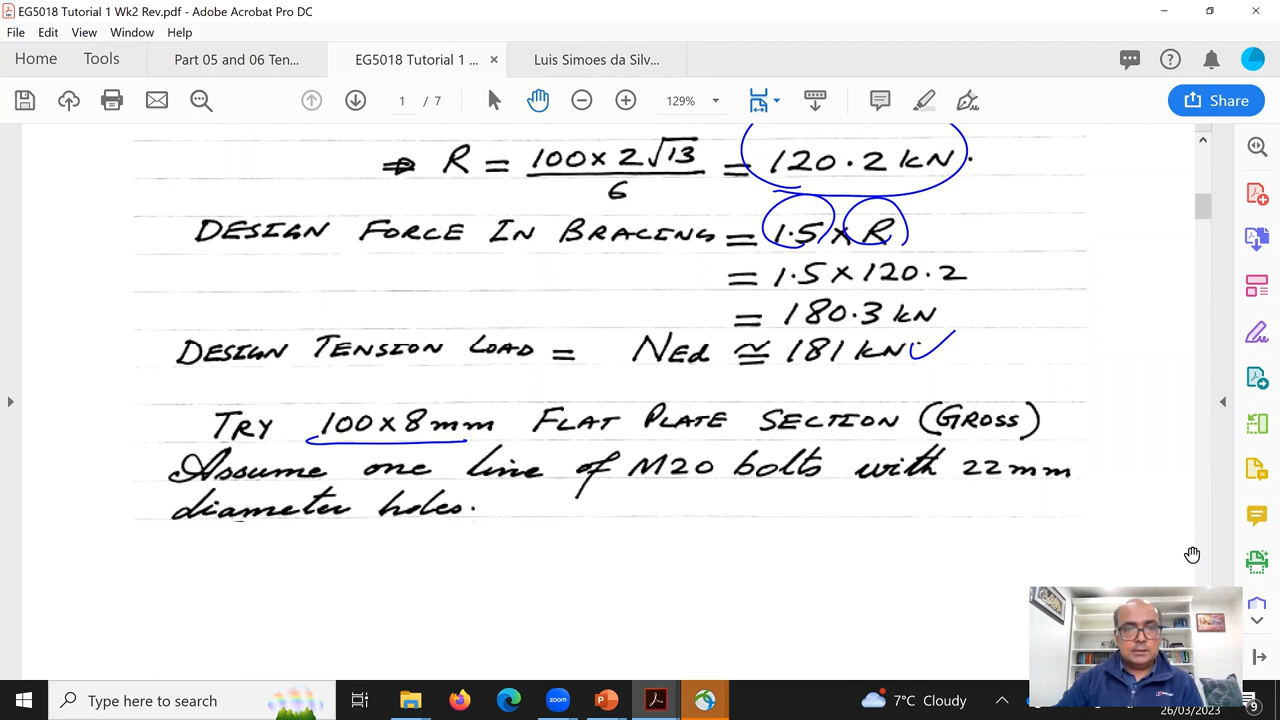 EG5018 Tutorial 1 Wk2 Rev.pdf - Adobe Acrobat Pro DC
File Edit View Window Help
Home Tools Part 05 and 06 Ten... EG5018 Tutorial 1 ... × Luis Simoes da Silv...
1 / 7 129% Share
⇒ R = 100 × 2√13 / 6 = 120.2 kN.
DESIGN FORCE IN BRACING = 1.5 × R
= 1.5 × 120.2
= 180.3 kN
DESIGN TENSION LOAD = NEd ≅ 181 kN.
TRY 100 × 8 mm FLAT PLATE SECTION (GROSS)
Assume one line of M20 bolts with 22mm
diameter holes.
Type here to search 7°C Cloudy
26/03/2023